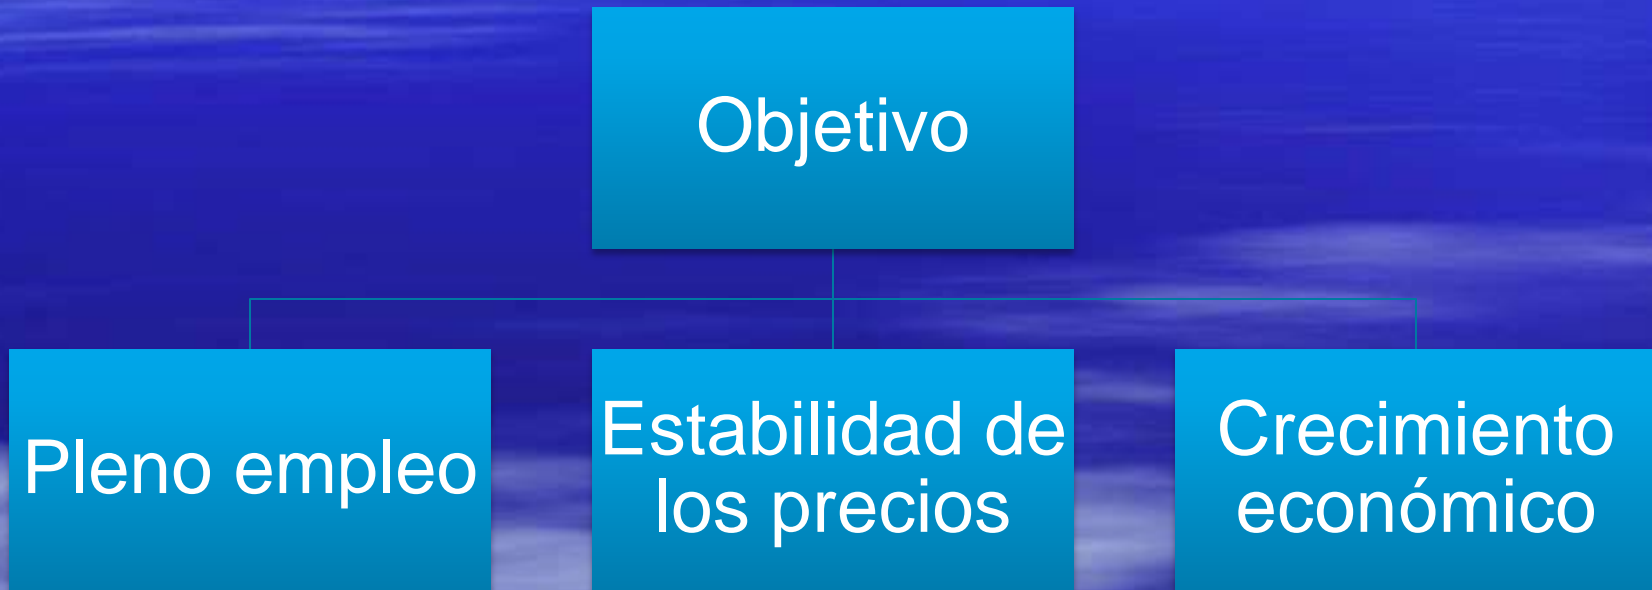 Objetivo
Pleno empleo
Estabilidad de
los precios
Crecimiento
económico